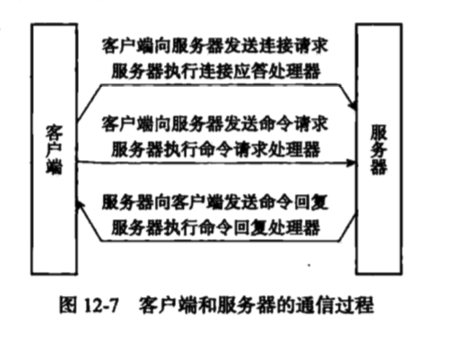 客户端向服务器发送连接请求
服务器执行连接应答处理器
客户端
客户端向服务器发送命令请求
服务器执行命令请求处理器
服务器
服务器向客户端发送命令回复
服务器执行命令回复处理器
图 12-7 客户端和服务器的通信过程